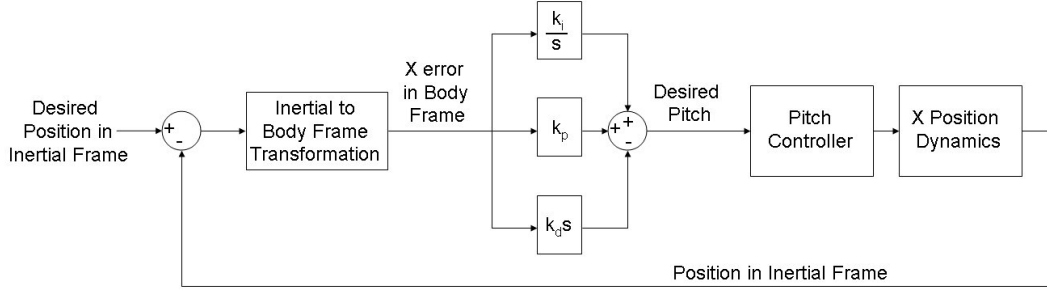 Desired
Position in
Inertial Frame
+
-
Inertial to
Body Frame
Transformation
X error
in Body
Frame
k_i
s
k_p
k_d s
+
+
-
Desired
Pitch
Pitch
Controller
X Position
Dynamics
Position in Inertial Frame